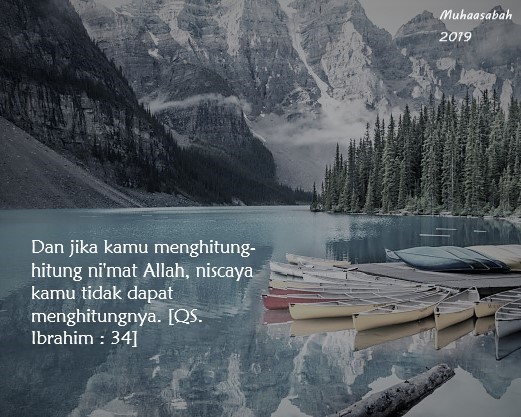 Muhaasabah
2019
Dan jika kamu menghitung-
hitung ni'mat Allah, niscaya
kamu tidak dapat
menghitungnya. [QS.
Ibrahim : 34]